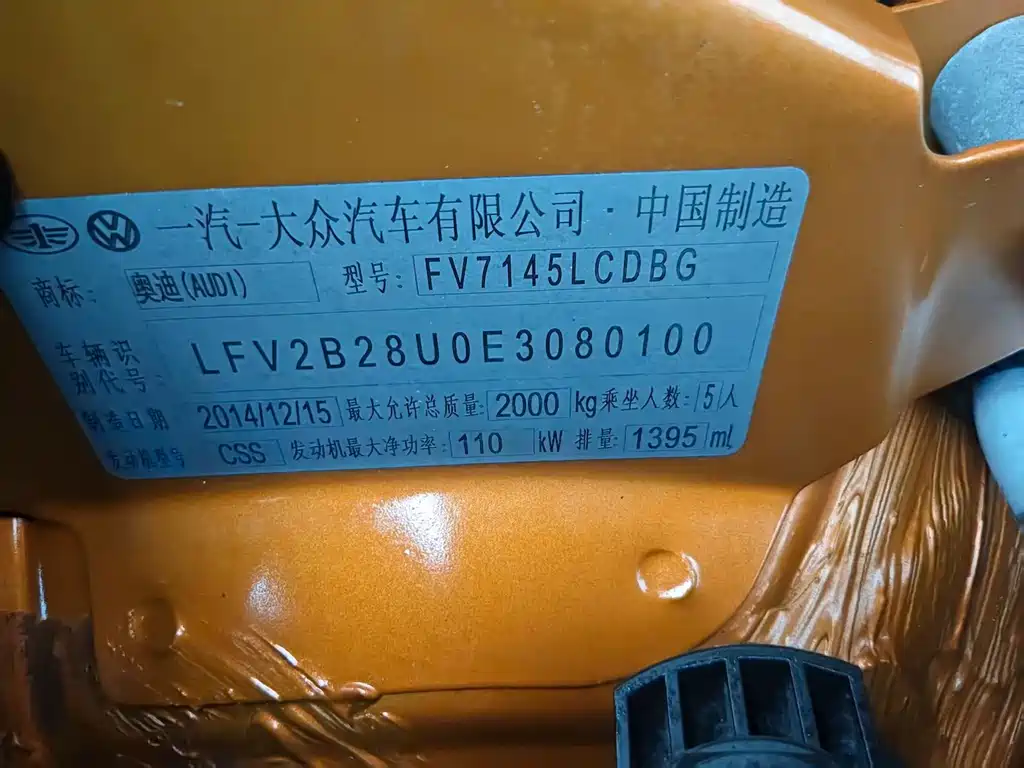 一汽-大众汽车有限公司·中国制造
商标: 奥迪(AUDI) 型号: FV7145LCDBG
车辆识别代号: LFV2B28U0E3080100
制造日期 2014/12/15 最大允许总质量: 2000 kg 乘坐人数: 5人
发动机型号 CSS 发动机最大净功率: 110 kW 排量: 1395 ml